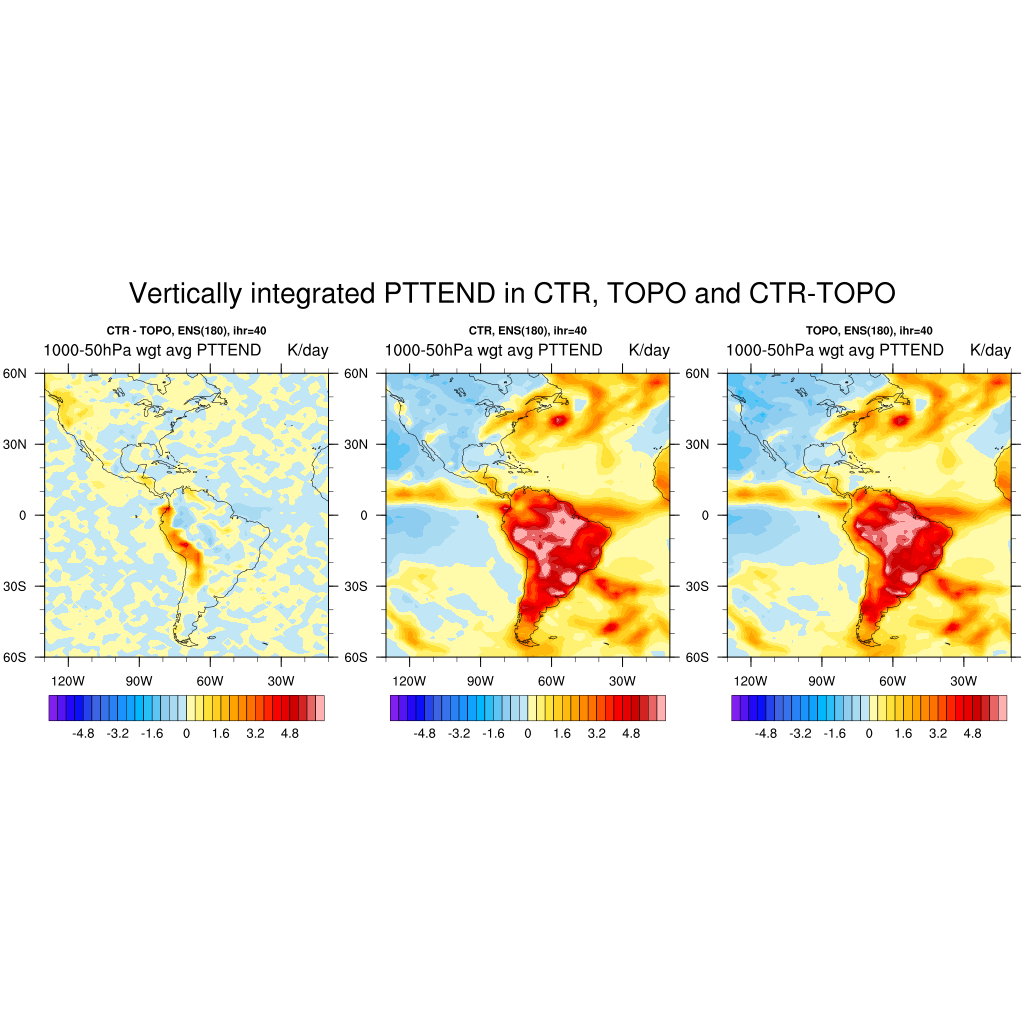 Vertically integrated PTTEND in CTR, TOPO and CTR-TOPO
CTR - TOPO, ENS(180), ihr=40
1000-50hPa wgt avg PTTEND K/day
60N
30N
0
30S
60S
120W 90W 60W 30W
-4.8 -3.2 -1.6 0 1.6 3.2 4.8
CTR, ENS(180), ihr=40
1000-50hPa wgt avg PTTEND K/day
60N
30N
0
30S
60S
120W 90W 60W 30W
-4.8 -3.2 -1.6 0 1.6 3.2 4.8
TOPO, ENS(180), ihr=40
1000-50hPa wgt avg PTTEND K/day
60N
30N
0
30S
60S
120W 90W 60W 30W
-4.8 -3.2 -1.6 0 1.6 3.2 4.8